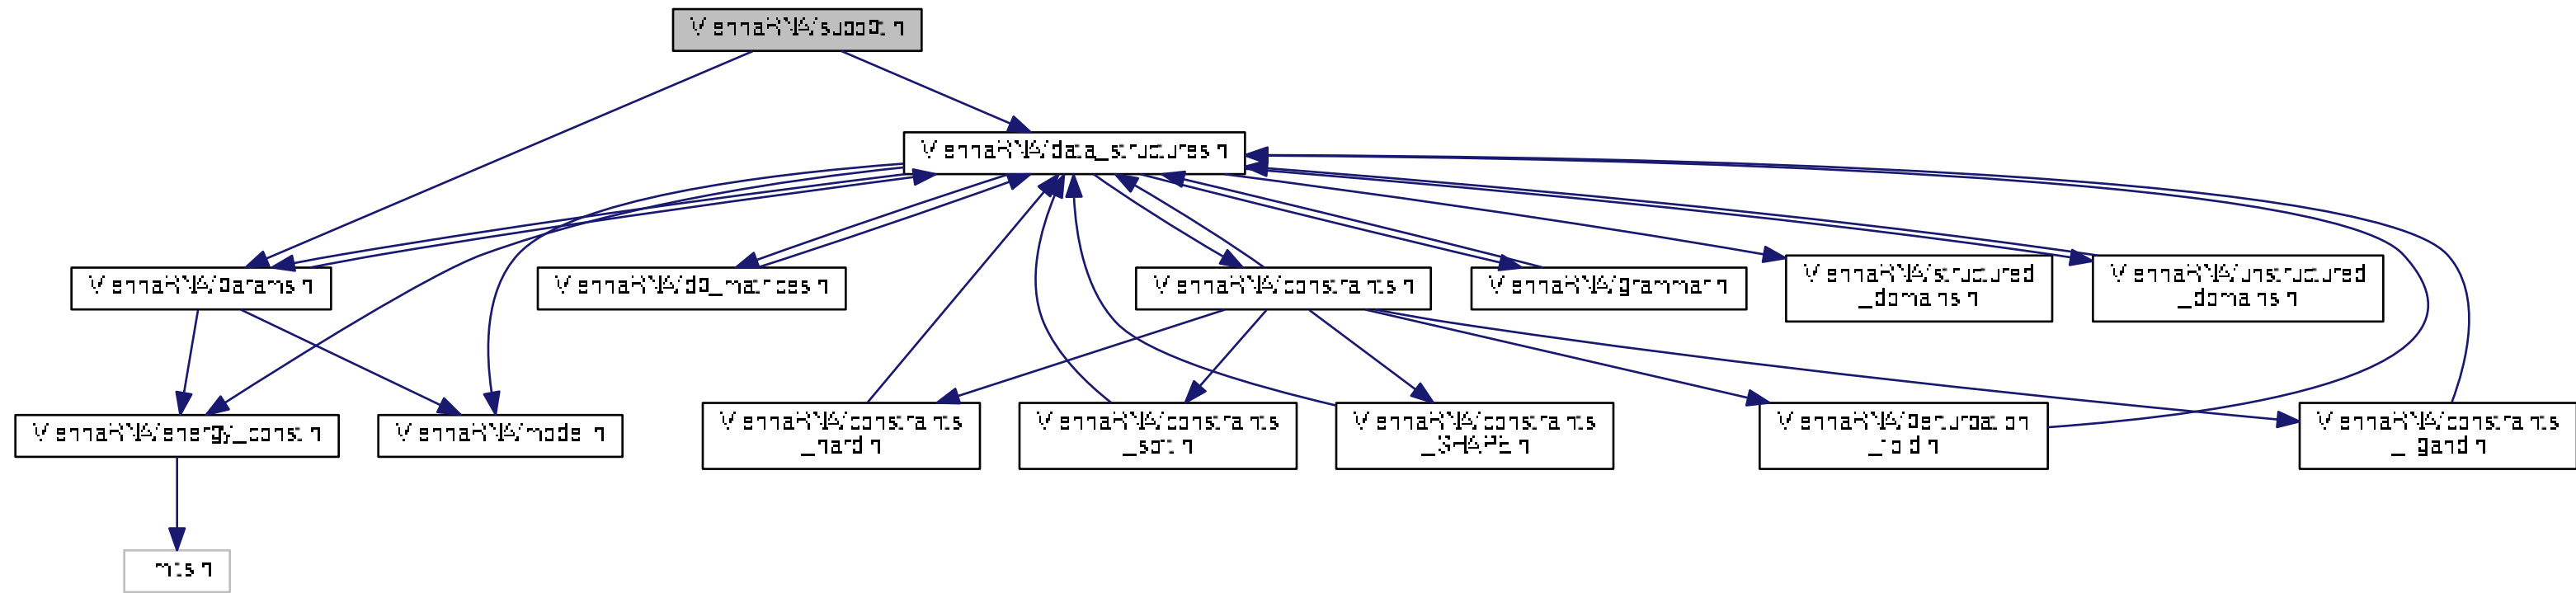 ViennaRNA/subopt.h
ViennaRNA/data_structures.h
ViennaRNA/params.h
ViennaRNA/dp_matrices.h
ViennaRNA/constraints.h
ViennaRNA/grammar.h
ViennaRNA/structured
_domains.h
ViennaRNA/unstructured
_domains.h
ViennaRNA/energy_const.h
ViennaRNA/model.h
ViennaRNA/constraints
_hard.h
ViennaRNA/constraints
_soft.h
ViennaRNA/constraints
_SHAPE.h
ViennaRNA/perturbation
_fold.h
ViennaRNA/constraints
_ligand.h
limits.h